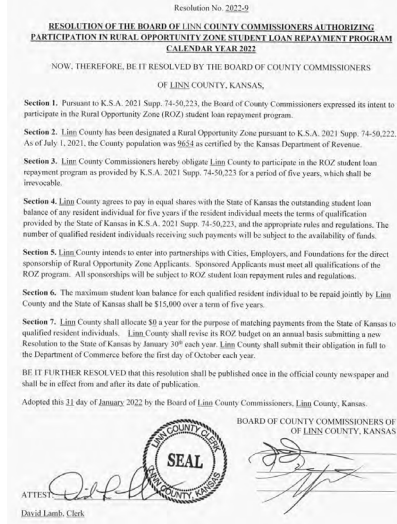 Resolution No. 2022-9
RESOLUTION OF THE BOARD OF LINN COUNTY COMMISSIONERS AUTHORIZING
PARTICIPATION IN RURAL OPPORTUNITY ZONE STUDENT LOAN REPAYMENT PROGRAM
CALENDAR YEAR 2022
NOW, THEREFORE, BE IT RESOLVED BY THE BOARD OF COUNTY COMMISSIONERS
OF LINN COUNTY, KANSAS,
Section 1. Pursuant to K.S.A. 2021 Supp. 74-50,223, the Board of County Commissioners expressed its intent to
participate in the Rural Opportunity Zone (ROZ) student loan repayment program.
Section 2. Linn County has been designated a Rural Opportunity Zone pursuant to K.S.A. 2021 Supp. 74-50,222.
As of July 1, 2021, the County population was 9654 as certified by the Kansas Department of Revenue.
Section 3. Linn County Commissioners hereby obligate Linn County to participate in the ROZ student loan
repayment program as provided by K.S.A. 2021 Supp. 74-50,223 for a period of five years, which shall be
irrevocable.
Section 4. Linn County agrees to pay in equal shares with the State of Kansas the outstanding student loan
balance of any resident individual for five years if the resident individual meets the terms of qualification
provided by the State of Kansas in K.S.A. 2021 Supp. 74-50,223, and the appropriate rules and regulations. The
number of qualified resident individuals receiving such payments will be subject to the availability of funds.
Section 5. Linn County intends to enter into partnerships with Cities, Employers, and Foundations for the direct
sponsorship of Rural Opportunity Zone Applicants. Sponsored Applicants must meet all qualifications of the
ROZ program. All sponsorships will be subject to ROZ student loan repayment rules and regulations.
Section 6. The maximum student loan balance for each qualified resident individual to be repaid jointly by Linn
County and the State of Kansas shall be $15,000 over a term of five years.
Section 7. Linn County shall allocate $0 a year for the purpose of matching payments from the State of Kansas to
qualified resident individuals. Linn County shall revise its ROZ budget on an annual basis submitting a new
Resolution to the State of Kansas by January 30th each year. Linn County shall submit their obligation in full to
the Department of Commerce before the first day of October each year.
BE IT FURTHER RESOLVED that this resolution shall be published once in the official county newspaper and
shall be in effect from and after its date of publication.
Adopted this 31 day of January 2022 by the Board of Linn County Commissioners, Linn County, Kansas.
BOARD OF COUNTY COMMISSIONERS OF
OF LINN COUNTY, KANSAS
LINN COUNTY CLERK
SEAL
LINN COUNTY, KANSAS
ATTEST:
David Lamb, Clerk